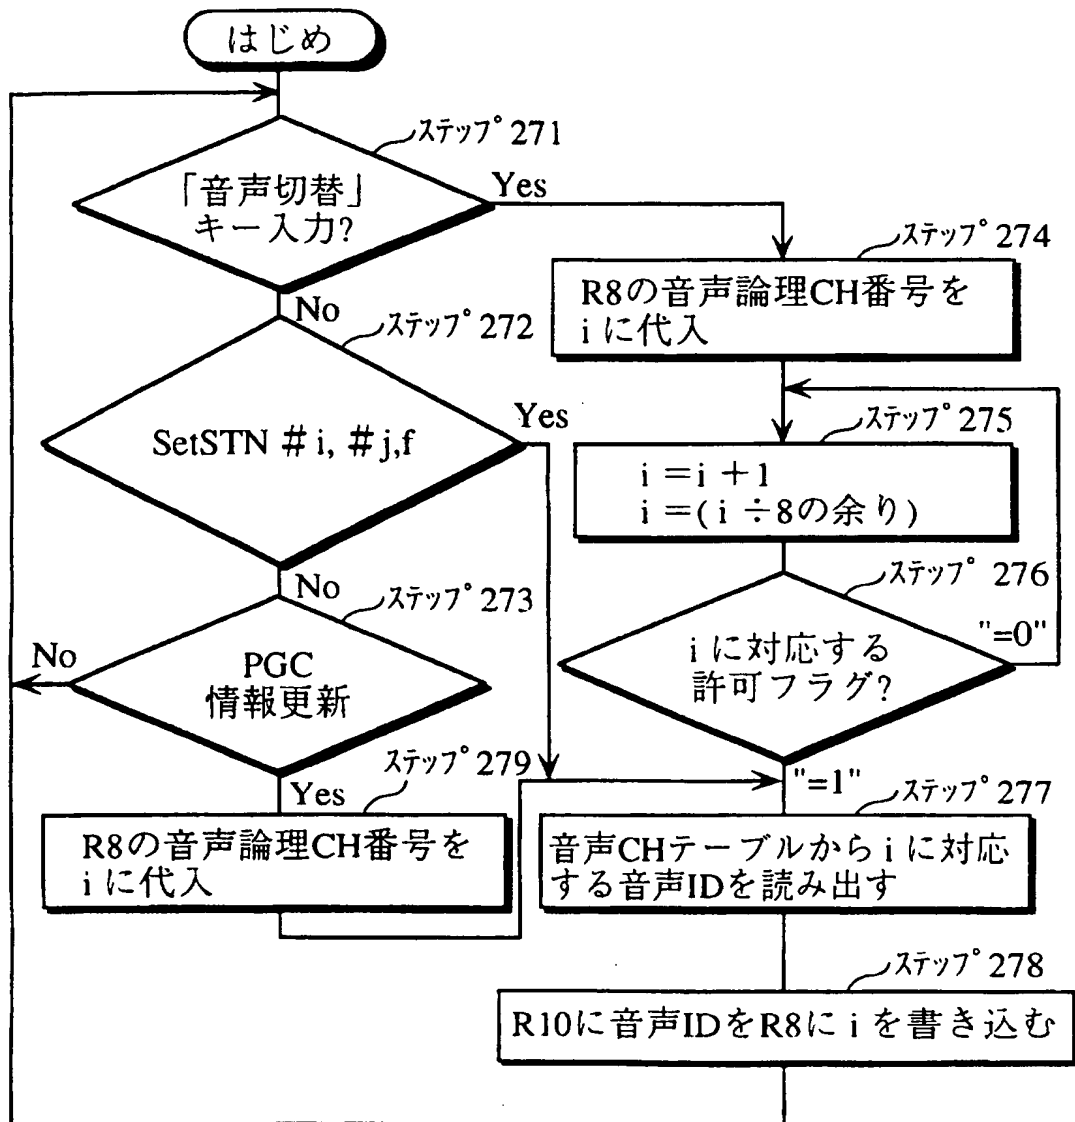 はじめ
ステップ271
「音声切替」
キー入力?
Yes
No
ステップ272
SetSTN #i, #j,f
Yes
No
ステップ273
PGC
情報更新
No
Yes
ステップ279
R8の音声論理CH番号を
iに代入
ステップ274
R8の音声論理CH番号を
iに代入
ステップ275
i=i+1
i=(i÷8の余り)
ステップ 276
iに対応する
許可フラグ?
"=0"
"=1"
ステップ277
音声CHテーブルからiに対応
する音声IDを読み出す
ステップ278
R10に音声IDをR8にiを書き込む